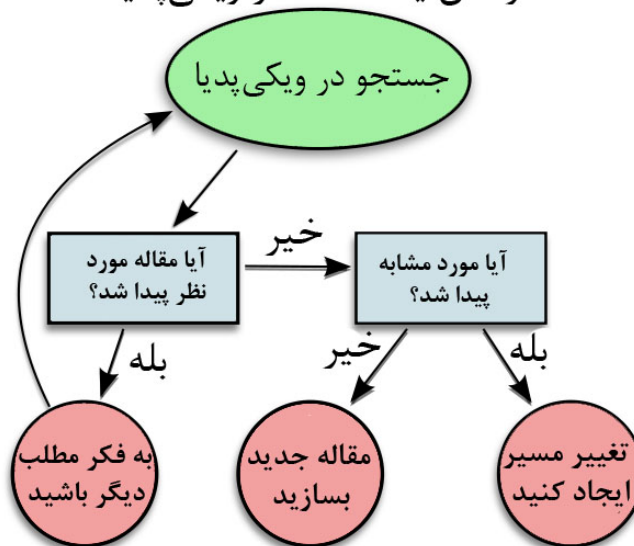 جستجو در ویکی‌پدیا
آیا مقاله مورد
نظر پیدا شد؟
خیر
آیا مورد مشابه
پیدا شد؟
بله
خیر
بله
به فکر مطلب
دیگر باشید
مقاله جدید
بسازید
تغییر مسیر
ایجاد کنید